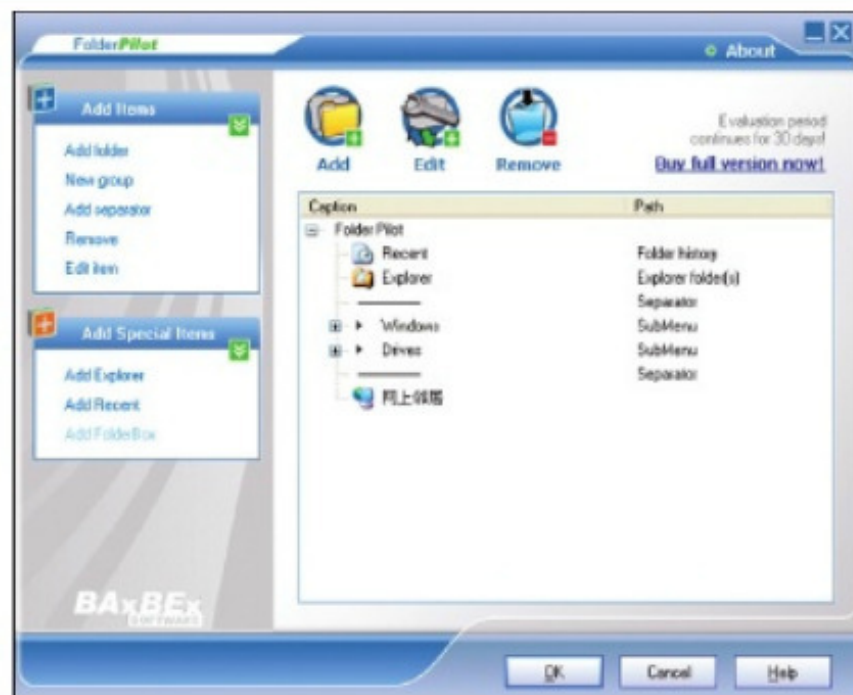 FolderPilot
About
Add Items
Add folder
New group
Add separator
Remove
Edit item
Add Special Items
Add Explorer
Add Recent
Add FolderBox
BAxBEx
SOFTWARE
Add Edit Remove
Evaluation period
continues for 30 days!
Buy full version now!
Caption Path
Folder Pilot
Recent Folder history
Explorer Explorer folder(s)
Separator
Windows SubMenu
Drives SubMenu
Separator
网上邻居
OK Cancel Help